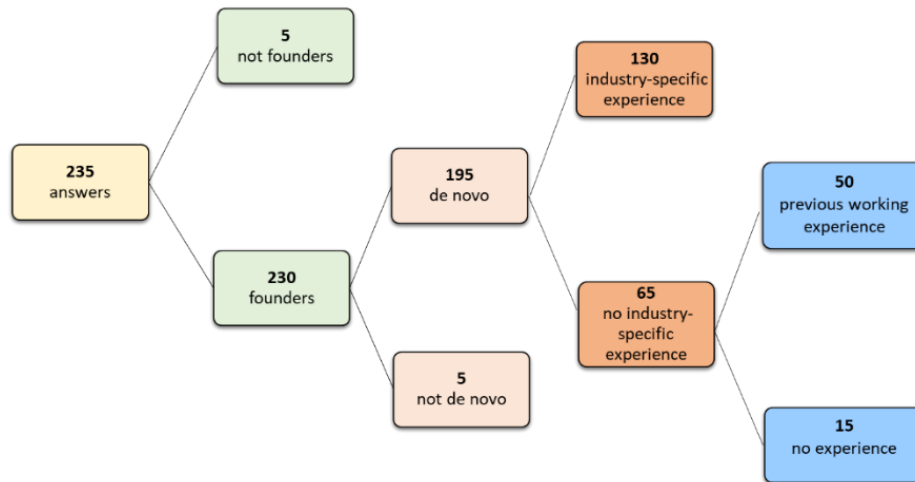 5
not founders
235
answers
230
founders
195
de novo
5
not de novo
130
industry-specific
experience
65
no industry-
specific
experience
50
previous working
experience
15
no experience